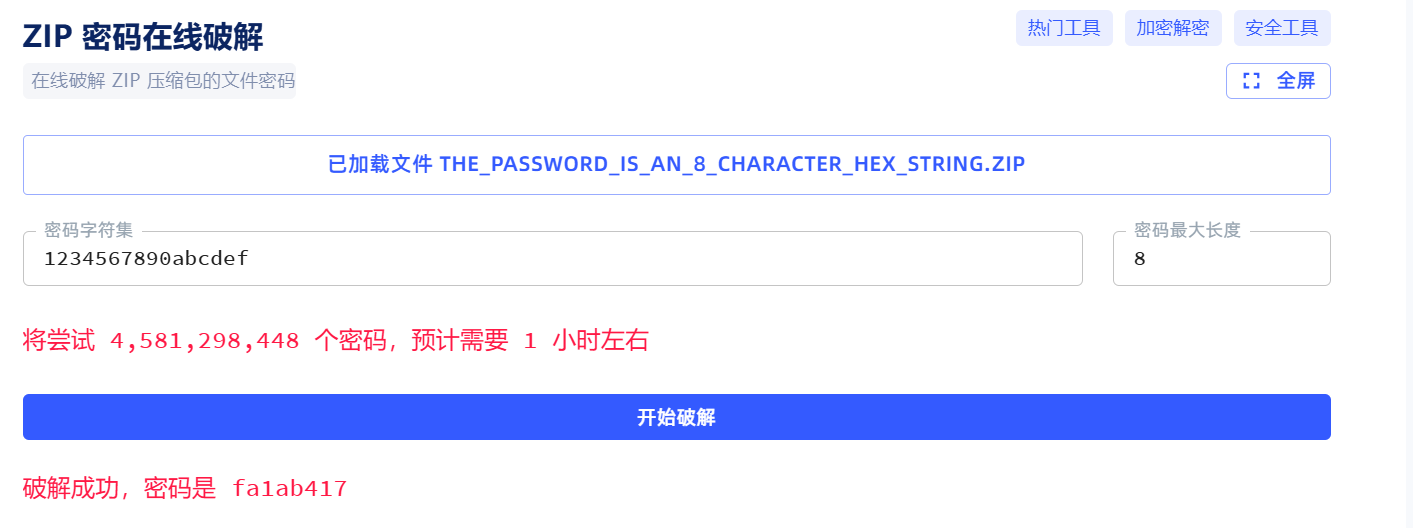 ZIP 密码在线破解
热门工具 加密解密 安全工具
在线破解 ZIP 压缩包的文件密码
全屏
已加载文件 THE_PASSWORD_IS_AN_8_CHARACTER_HEX_STRING.ZIP
密码字符集 密码最大长度
1234567890abcdef 8
将尝试 4,581,298,448 个密码，预计需要 1 小时左右
开始破解
破解成功，密码是 fa1ab417